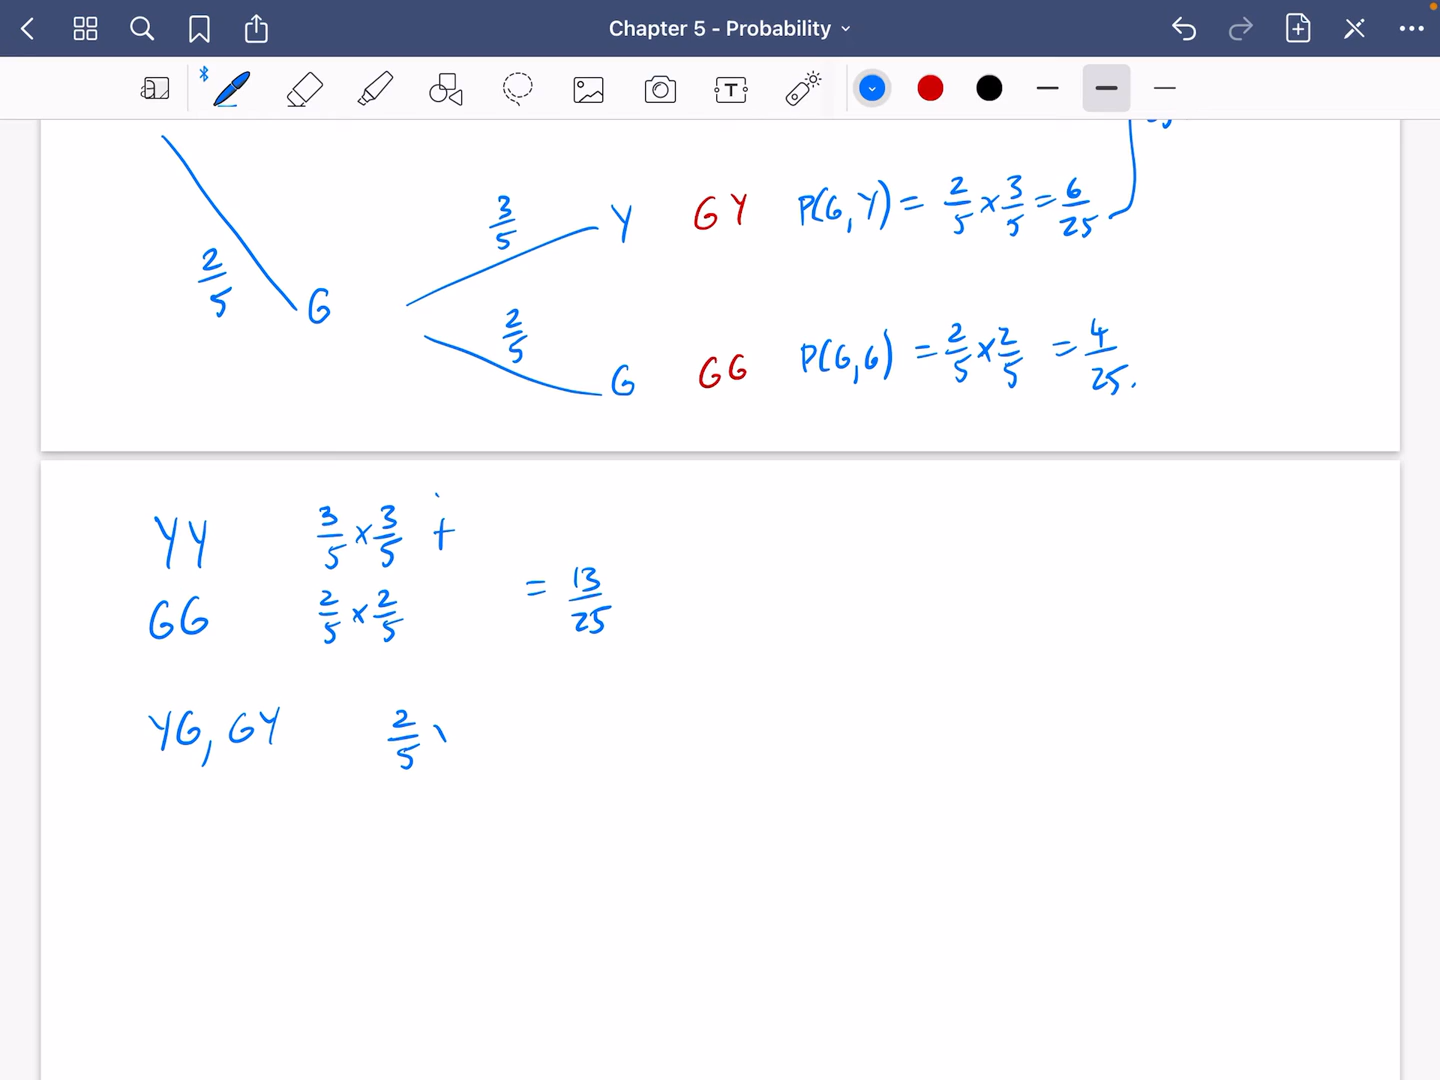 Chapter 5 - Probability
3/5 Y GY P(G,Y) = 2/5 × 3/5 = 6/25
2/5 G
2/5 G GG P(G,G) = 2/5 × 2/5 = 4/25.
YY 3/5 × 3/5 +
GG 2/5 × 2/5 = 13/25
YG, GY 2/5